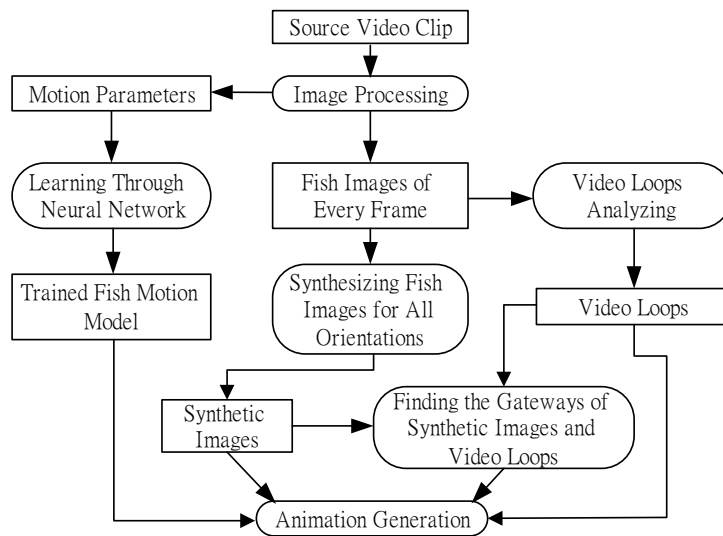 Source Video Clip
Motion Parameters
Image Processing
Learning Through
Neural Network
Fish Images of
Every Frame
Video Loops
Analyzing
Trained Fish Motion
Model
Synthesizing Fish
Images for All
Orientations
Video Loops
Synthetic
Images
Finding the Gateways of
Synthetic Images and
Video Loops
Animation Generation